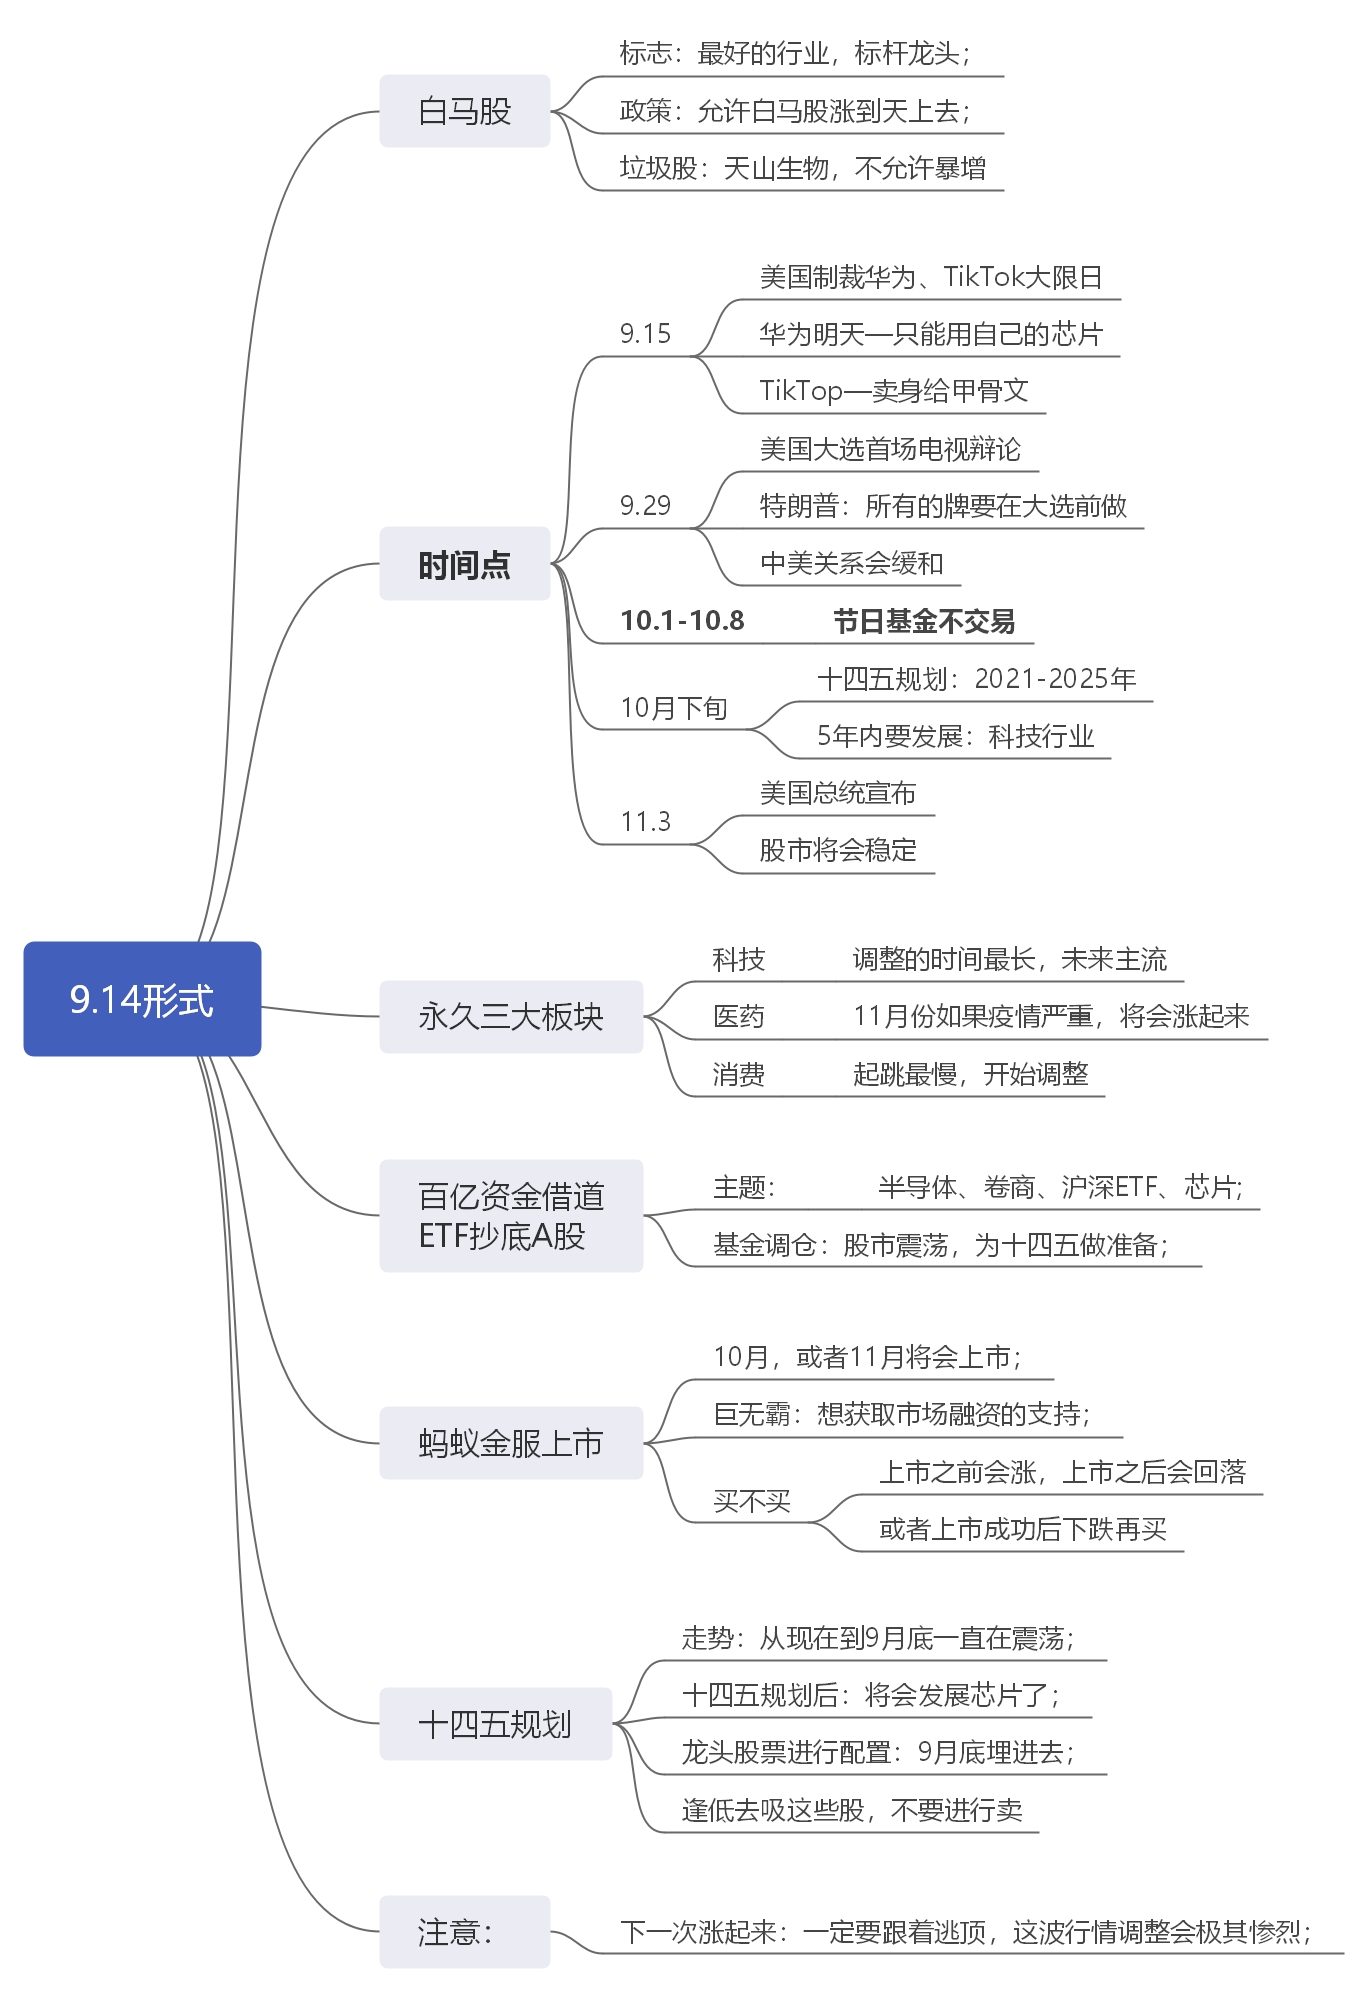 9.14形式
白马股
标志：最好的行业，标杆龙头；
政策：允许白马股涨到天上去；
垃圾股：天山生物，不允许暴增
时间点
9.15
美国制裁华为、TikTok大限日
华为明天—只能用自己的芯片
TikTop—卖身给甲骨文
9.29
美国大选首场电视辩论
特朗普：所有的牌要在大选前做
中美关系会缓和
10.1-10.8 节日基金不交易
10月下旬
十四五规划：2021-2025年
5年内要发展：科技行业
11.3
美国总统宣布
股市将会稳定
永久三大板块
科技 调整的时间最长，未来主流
医药 11月份如果疫情严重，将会涨起来
消费 起跳最慢，开始调整
百亿资金借道
ETF抄底A股
主题： 半导体、卷商、沪深ETF、芯片；
基金调仓：股市震荡，为十四五做准备；
蚂蚁金服上市
10月，或者11月将会上市；
巨无霸：想获取市场融资的支持；
买不买
上市之前会涨，上市之后会回落
或者上市成功后下跌再买
十四五规划
走势：从现在到9月底一直在震荡；
十四五规划后：将会发展芯片了；
龙头股票进行配置：9月底埋进去；
逢低去吸这些股，不要进行卖
注意：
下一次涨起来：一定要跟着逃顶，这波行情调整会极其惨烈；